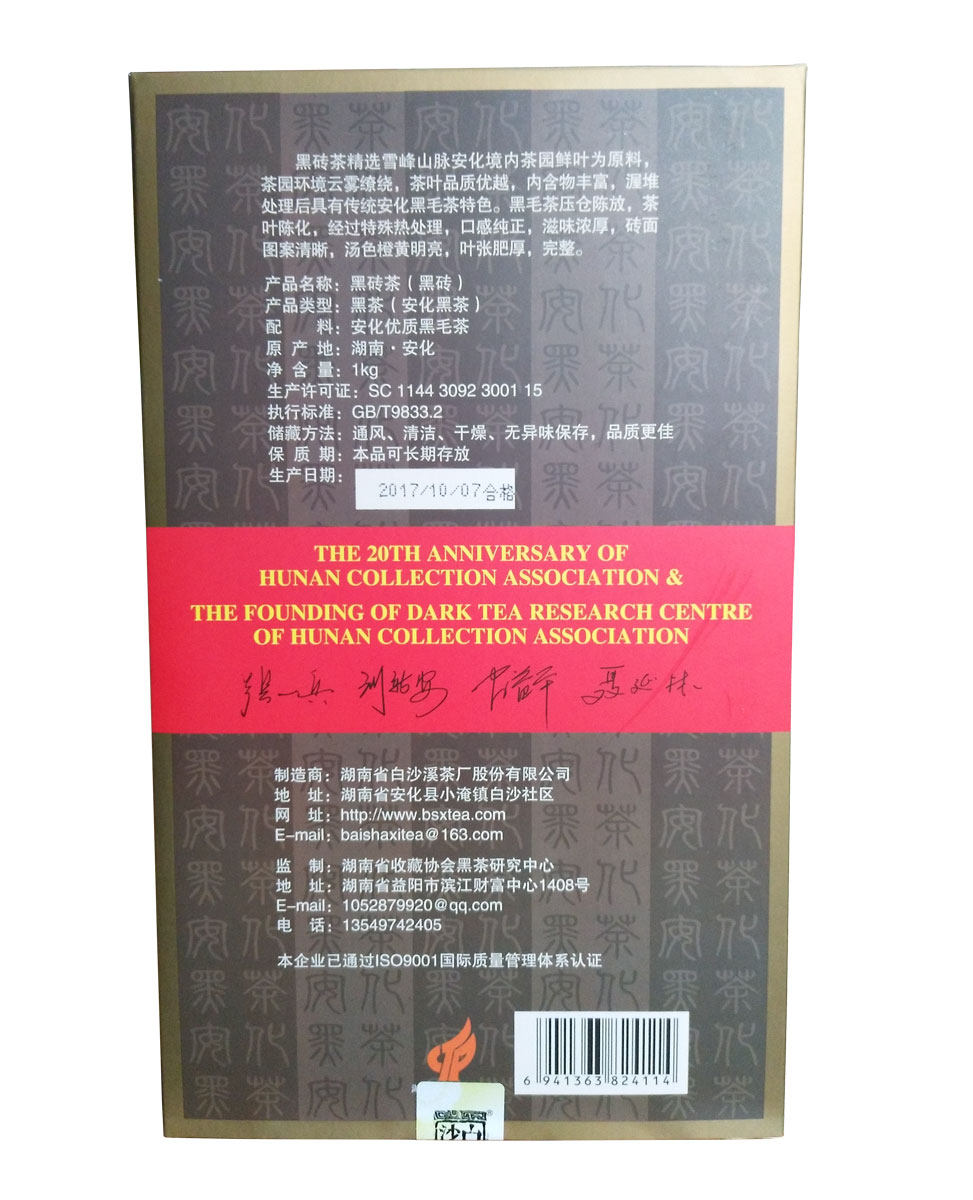 黑砖茶精选雪峰山脉安化境内茶园鲜叶为原料，
茶园环境云雾缭绕，茶叶品质优越，内含物丰富，渥堆
处理后具有传统安化黑毛茶特色。黑毛茶压仓陈放，茶
叶陈化，经过特殊热处理，口感纯正，滋味浓厚，砖面
图案清晰，汤色橙黄明亮，叶张肥厚，完整。
产品名称：黑砖茶（黑砖）
产品类型：黑茶（安化黑茶）
配 料：安化优质黑毛茶
原 产 地：湖南·安化
净 含 量：1kg
生产许可证：SC 1144 3092 3001 15
执行标准：GB/T9833.2
储藏方法：通风、清洁、干燥、无异味保存，品质更佳
保 质 期：本品可长期存放
生产日期：2017/10/07合格
THE 20TH ANNIVERSARY OF
HUNAN COLLECTION ASSOCIATION &
THE FOUNDING OF DARK TEA RESEARCH CENTRE
OF HUNAN COLLECTION ASSOCIATION
制造商：湖南省白沙溪茶厂股份有限公司
地 址：湖南省安化县小淹镇白沙社区
网 址：http://www.bsxtea.com
E-mail：baishaxitea@163.com
监 制：湖南省收藏协会黑茶研究中心
地 址：湖南省益阳市滨江财富中心1408号
E-mail：1052879920@qq.com
电 话：13549742405
本企业已通过ISO9001国际质量管理体系认证
6 941363 824114